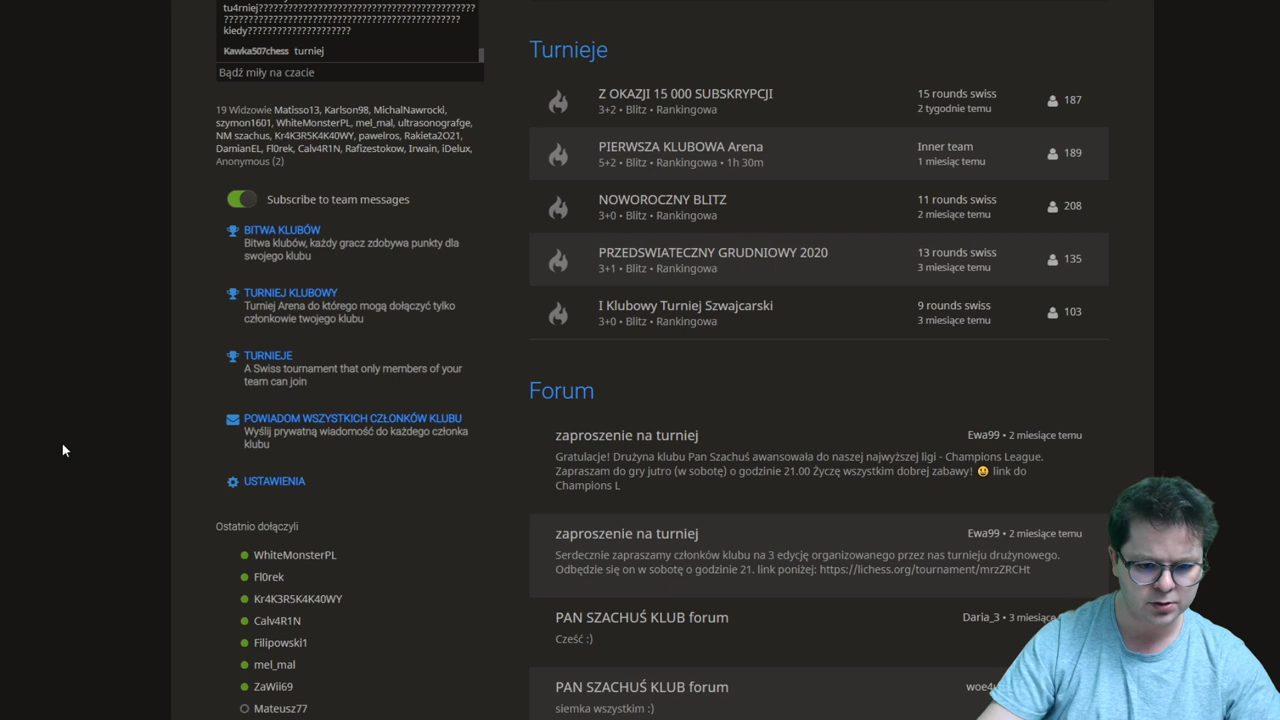 tu4rniej???????????????????????????????????????????
???????????????????????????????????????????????
kiedy?????????????????????
Kawka507chess turniej
Bądź miły na czacie
19 Widzowie Matisso13, Karlson98, MichalNawrocki,
szymon1601, WhiteMonsterPL, mel_mal, ultrasonografge,
NM szachus, Kr4K3R5K4K40WY, pawelros, Rakieta2O21,
DamianEL, Fl0rek, Calv4R1N, Rafizestokow, Irwain, iDelux,
Anonymous (2)
Subscribe to team messages
BITWA KLUBÓW
Bitwa klubów, każdy gracz zdobywa punkty dla
swojego klubu
TURNIEJ KLUBOWY
Turniej Arena do którego mogą dołączyć tylko
członkowie twojego klubu
TURNIEJE
A Swiss tournament that only members of your
team can join
POWIADOM WSZYSTKICH CZŁONKÓW KLUBU
Wyślij prywatną wiadomość do każdego członka
klubu
USTAWIENIA
Ostatnio dołączyli
WhiteMonsterPL
Fl0rek
Kr4K3R5K4K40WY
Calv4R1N
Filipowski1
mel_mal
ZaWii69
Mateusz77
Turnieje
Z OKAZJI 15 000 SUBSKRYPCJI 15 rounds swiss 187
3+2 • Blitz • Rankingowa 2 tygodnie temu
PIERWSZA KLUBOWA Arena Inner team 189
5+2 • Blitz • Rankingowa • 1h 30m 1 miesiąc temu
NOWOROCZNY BLITZ 11 rounds swiss 208
3+0 • Blitz • Rankingowa 2 miesiące temu
PRZEDSWIATECZNY GRUDNIOWY 2020 13 rounds swiss 135
3+1 • Blitz • Rankingowa 3 miesiące temu
I Klubowy Turniej Szwajcarski 9 rounds swiss 103
3+0 • Blitz • Rankingowa 3 miesiące temu
Forum
zaproszenie na turniej Ewa99 • 2 miesiące temu
Gratulacje! Drużyna klubu Pan Szachuś awansowała do naszej najwyższej ligi - Champions League.
Zapraszam do gry jutro (w sobotę) o godzinie 21.00 Życzę wszystkim dobrej zabawy! 😃 link do
Champions L
zaproszenie na turniej Ewa99 • 2 miesiące temu
Serdecznie zapraszamy członków klubu na 3 edycję organizowanego przez nas turnieju drużynowego.
Odbędzie się on w sobotę o godzinie 21. link poniżej: https://lichess.org/tournament/mrzZRCHt
PAN SZACHUŚ KLUB forum Daria_3 • 3 miesiące
Cześć :)
PAN SZACHUŚ KLUB forum
siemka wszystkim :)